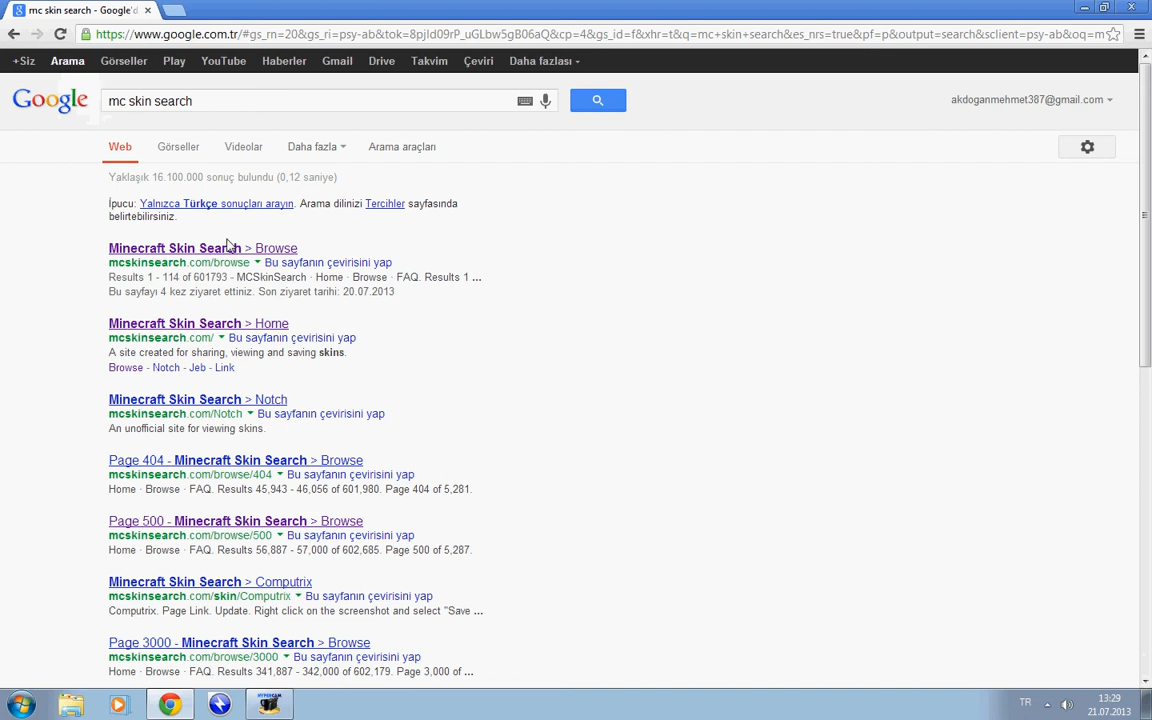 mc skin search - Google'd
https://www.google.com.tr/#gs_rn=20&gs_ri=psy-ab&tok=8pjId09rP_uGLbw5gB06aQ&cp=4&gs_id=f&xhr=t&q=mc+skin+search&es_nrs=true&pf=p&output=search&sclient=psy-ab&oq=m
+Siz Arama Görseller Play YouTube Haberler Gmail Drive Takvim Çeviri Daha fazlası
Google mc skin search akdoganmehmet387@gmail.com
Web Görseller Videolar Daha fazla Arama araçları
Yaklaşık 16.100.000 sonuç bulundu (0,12 saniye)
İpucu: Yalnızca Türkçe sonuçları arayın. Arama dilinizi Tercihler sayfasında
belirtebilirsiniz.
Minecraft Skin Search > Browse
mcskinsearch.com/browse Bu sayfanın çevirisini yap
Results 1 - 114 of 601793 - MCSkinSearch · Home · Browse · FAQ. Results 1 ...
Bu sayfayı 4 kez ziyaret ettiniz. Son ziyaret tarihi: 20.07.2013
Minecraft Skin Search > Home
mcskinsearch.com/ Bu sayfanın çevirisini yap
A site created for sharing, viewing and saving skins.
Browse - Notch - Jeb - Link
Minecraft Skin Search > Notch
mcskinsearch.com/Notch Bu sayfanın çevirisini yap
An unofficial site for viewing skins.
Page 404 - Minecraft Skin Search > Browse
mcskinsearch.com/browse/404 Bu sayfanın çevirisini yap
Home · Browse · FAQ. Results 45,943 - 46,056 of 601,980. Page 404 of 5,281.
Page 500 - Minecraft Skin Search > Browse
mcskinsearch.com/browse/500 Bu sayfanın çevirisini yap
Home · Browse · FAQ. Results 56,887 - 57,000 of 602,685. Page 500 of 5,287.
Minecraft Skin Search > Computrix
mcskinsearch.com/skin/Computrix Bu sayfanın çevirisini yap
Computrix. Page Link. Update. Right click on the screenshot and select "Save ...
Page 3000 - Minecraft Skin Search > Browse
mcskinsearch.com/browse/3000 Bu sayfanın çevirisini yap
Home · Browse · FAQ. Results 341,887 - 342,000 of 602,179. Page 3,000 of ...
HYPERCAM
TR 13:29
21.07.2013